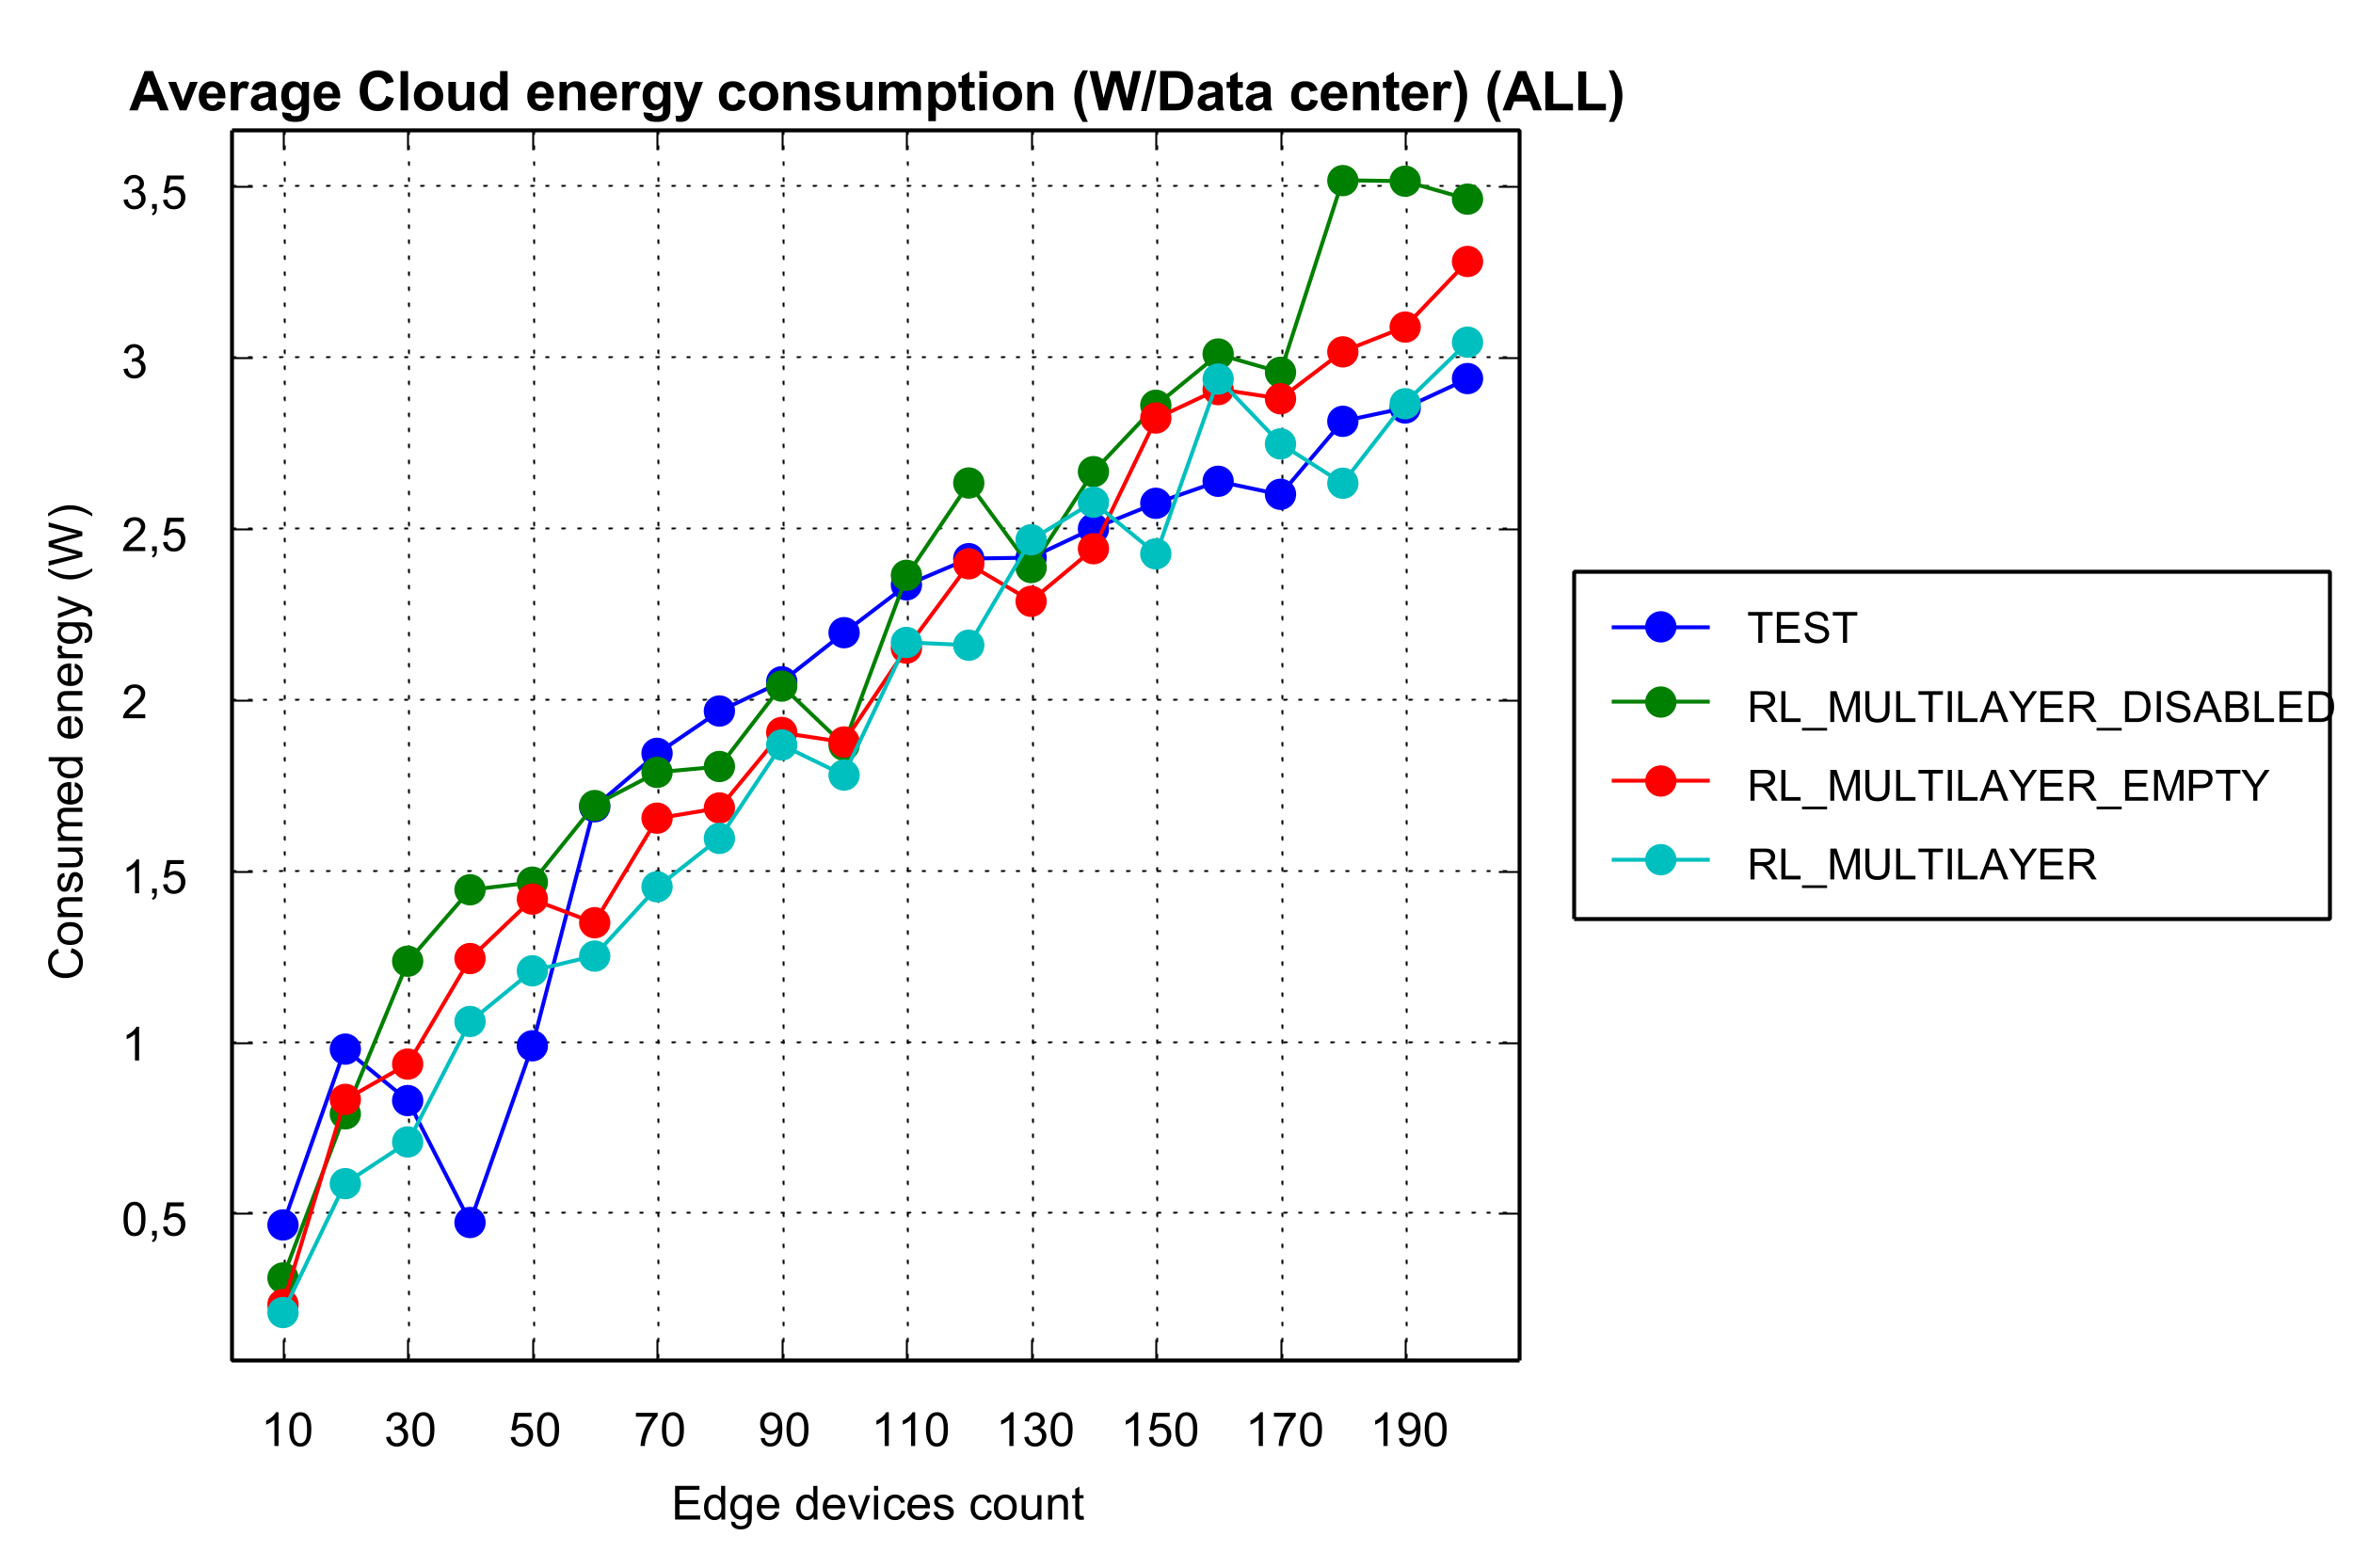 Average Cloud energy consumption (W/Data center) (ALL)
3,5
3
2,5
2
1,5
1
0,5
Consumed energy (W)
10 30 50 70 90 110 130 150 170 190
Edge devices count
TEST
RL_MULTILAYER_DISABLED
RL_MULTILAYER_EMPTY
RL_MULTILAYER